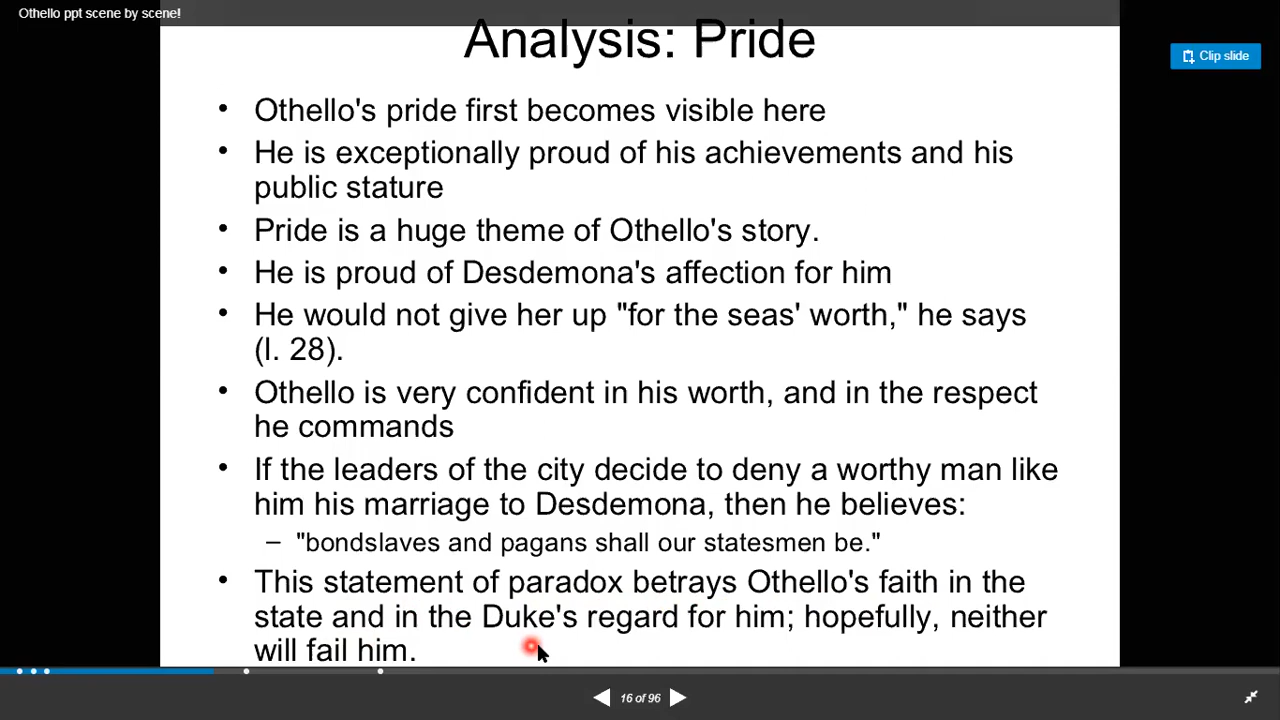 Othello ppt scene by scene!
Analysis: Pride
Clip slide
• Othello's pride first becomes visible here
• He is exceptionally proud of his achievements and his
public stature
• Pride is a huge theme of Othello's story.
• He is proud of Desdemona's affection for him
• He would not give her up "for the seas' worth," he says
(l. 28).
• Othello is very confident in his worth, and in the respect
he commands
• If the leaders of the city decide to deny a worthy man like
him his marriage to Desdemona, then he believes:
– "bondslaves and pagans shall our statesmen be."
• This statement of paradox betrays Othello's faith in the
state and in the Duke's regard for him; hopefully, neither
will fail him.
16 of 96